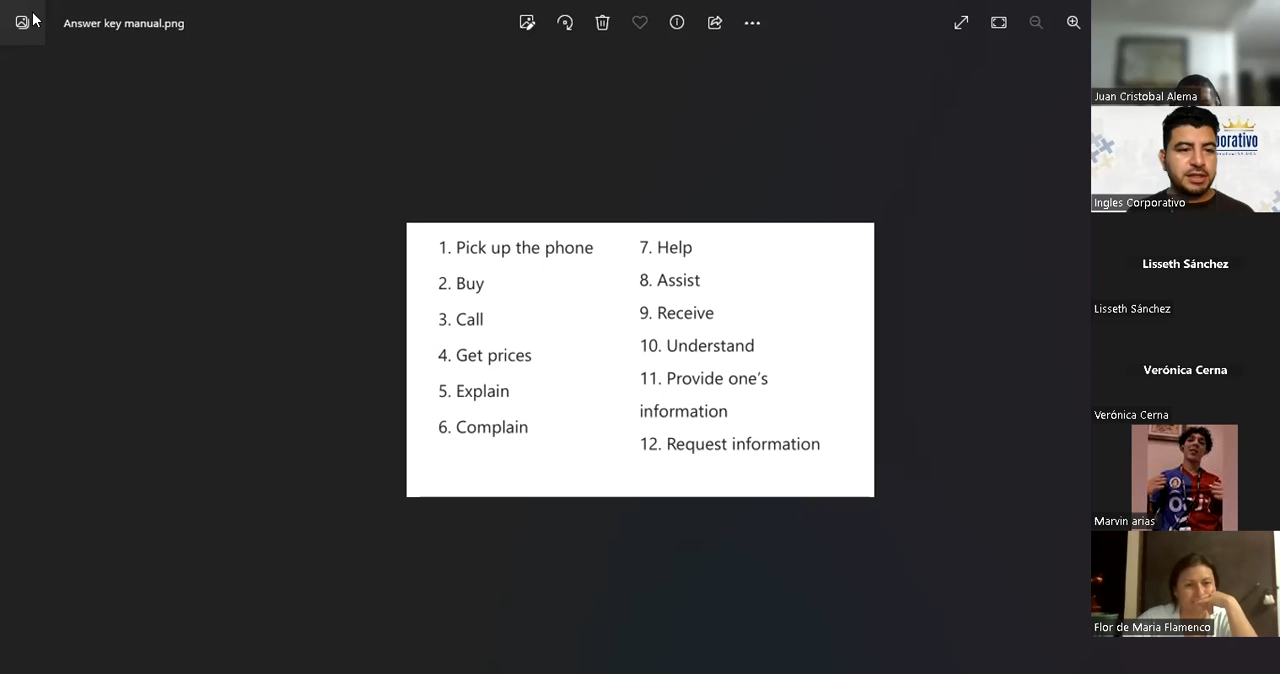 Answer key manual.png
1. Pick up the phone
2. Buy
3. Call
4. Get prices
5. Explain
6. Complain
7. Help
8. Assist
9. Receive
10. Understand
11. Provide one's
information
12. Request information
Juan Cristobal Alema
porativo
Ingles Corporativo
Lisseth Sánchez
Lisseth Sánchez
Verónica Cerna
Verónica Cerna
Marvin arias
Flor de Maria Flamenco